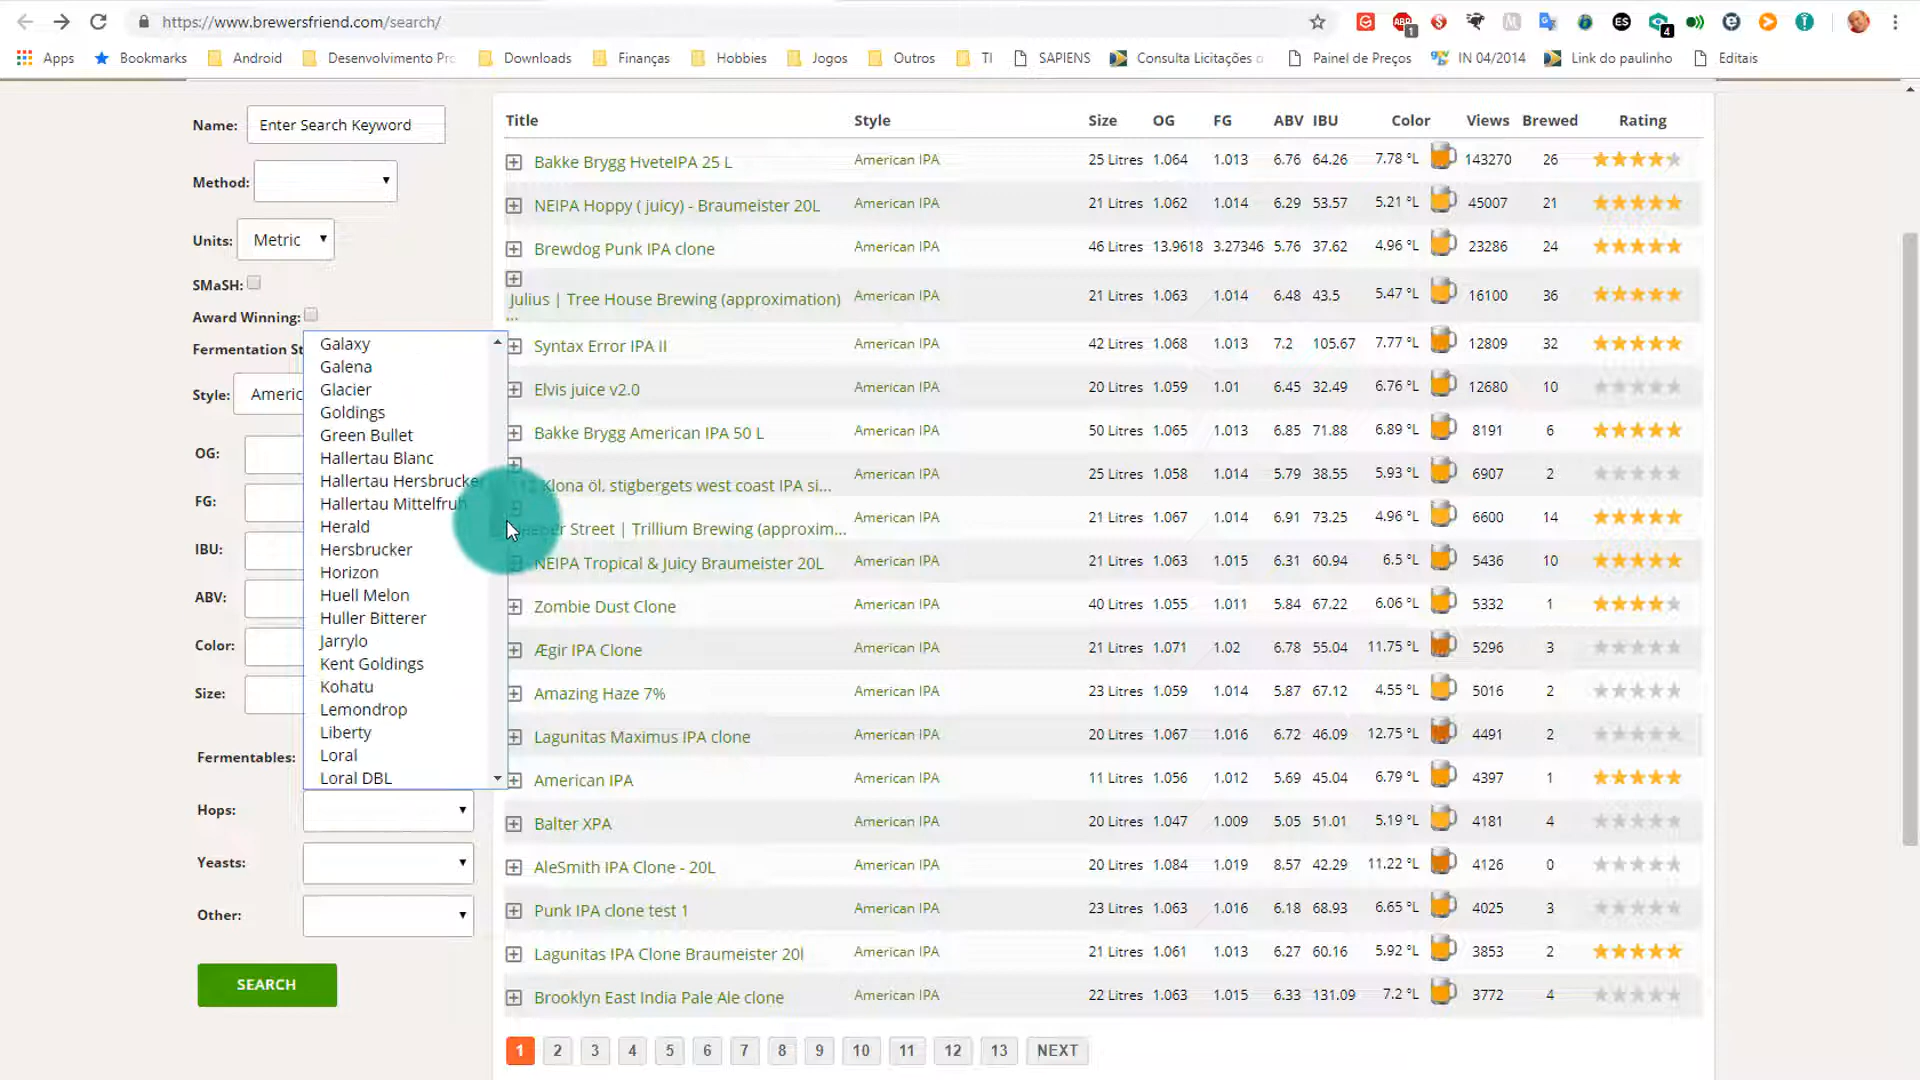 https://www.brewersfriend.com/search/
Apps Bookmarks Android Desenvolvimento Pro Downloads Finanças Hobbies Jogos Outros TI SAPIENS Consulta Licitações Painel de Preços IN 04/2014 Link do paulinho Editais
Name: Enter Search Keyword
Method:
Units: Metric
SMaSH:
Award Winning:
Fermentation St
Style: Americ
OG:
FG:
IBU:
ABV:
Color:
Size:
Fermentables:
Hops:
Yeasts:
Other:
SEARCH
Galaxy
Galena
Glacier
Goldings
Green Bullet
Hallertau Blanc
Hallertau Hersbrucker
Hallertau Mittelfruh
Herald
Hersbrucker
Horizon
Huell Melon
Huller Bitterer
Jarrylo
Kent Goldings
Kohatu
Lemondrop
Liberty
Loral
Loral DBL
Title Style Size OG FG ABV IBU Color Views Brewed Rating
Bakke Brygg HveteIPA 25 L American IPA 25 Litres 1.064 1.013 6.76 64.26 7.78 °L 143270 26
NEIPA Hoppy ( juicy) - Braumeister 20L American IPA 21 Litres 1.062 1.014 6.29 53.57 5.21 °L 45007 21
Brewdog Punk IPA clone American IPA 46 Litres 13.9618 3.27346 5.76 37.62 4.96 °L 23286 24
Julius | Tree House Brewing (approximation) ... American IPA 21 Litres 1.063 1.014 6.48 43.5 5.47 °L 16100 36
Syntax Error IPA II American IPA 42 Litres 1.068 1.013 7.2 105.67 7.77 °L 12809 32
Elvis juice v2.0 American IPA 20 Litres 1.059 1.01 6.45 32.49 6.76 °L 12680 10
Bakke Brygg American IPA 50 L American IPA 50 Litres 1.065 1.013 6.85 71.88 6.89 °L 8191 6
Klona öl, stigbergets west coast IPA si... American IPA 25 Litres 1.058 1.014 5.79 38.55 5.93 °L 6907 2
Street | Trillium Brewing (approxim... American IPA 21 Litres 1.067 1.014 6.91 73.25 4.96 °L 6600 14
NEIPA Tropical & Juicy Braumeister 20L American IPA 21 Litres 1.063 1.015 6.31 60.94 6.5 °L 5436 10
Zombie Dust Clone American IPA 40 Litres 1.055 1.011 5.84 67.22 6.06 °L 5332 1
Ægir IPA Clone American IPA 21 Litres 1.071 1.02 6.78 55.04 11.75 °L 5296 3
Amazing Haze 7% American IPA 23 Litres 1.059 1.014 5.87 67.12 4.55 °L 5016 2
Lagunitas Maximus IPA clone American IPA 20 Litres 1.067 1.016 6.72 46.09 12.75 °L 4491 2
American IPA American IPA 11 Litres 1.056 1.012 5.69 45.04 6.79 °L 4397 1
Balter XPA American IPA 20 Litres 1.047 1.009 5.05 51.01 5.19 °L 4181 4
AleSmith IPA Clone - 20L American IPA 20 Litres 1.084 1.019 8.57 42.29 11.22 °L 4126 0
Punk IPA clone test 1 American IPA 23 Litres 1.063 1.016 6.18 68.93 6.65 °L 4025 3
Lagunitas IPA Clone Braumeister 20l American IPA 21 Litres 1.061 1.013 6.27 60.16 5.92 °L 3853 2
Brooklyn East India Pale Ale clone American IPA 22 Litres 1.063 1.015 6.33 131.09 7.2 °L 3772 4
1 2 3 4 5 6 7 8 9 10 11 12 13 NEXT